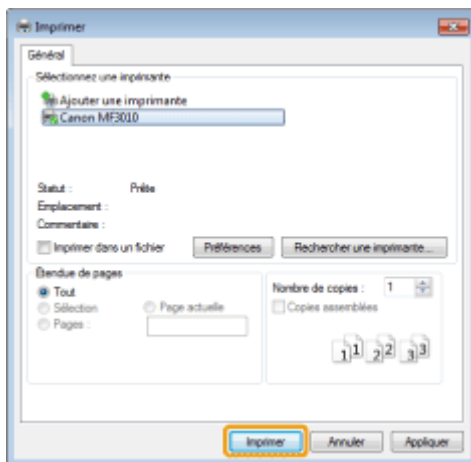 Imprimer
Général
Sélectionnez une imprimante
Ajouter une imprimante
Canon MF3010
Statut : Prête
Emplacement :
Commentaire :
Imprimer dans un fichier Préférences Rechercher une imprimante...
Étendue de pages
Tout
Sélection Page actuelle
Pages :
Nombre de copies : 1
Copies assemblées
1 1 2 2 3 3
Imprimer Annuler Appliquer